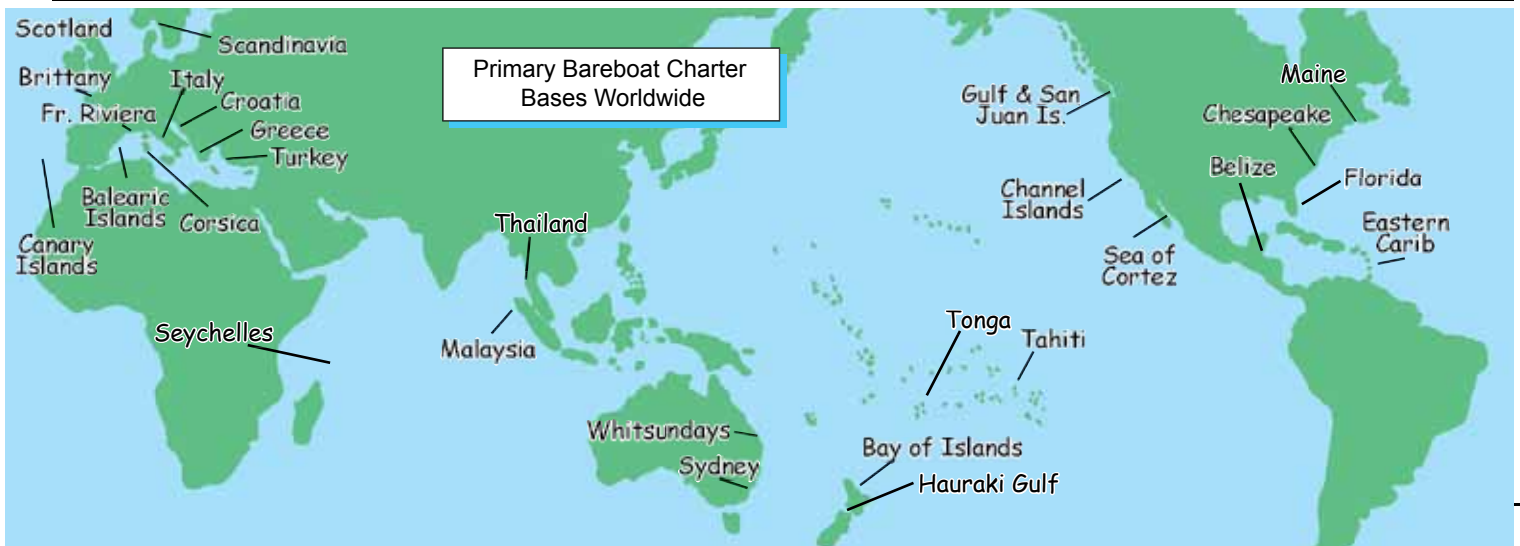 Scotland
Scandinavia
Primary Bareboat Charter
Bases Worldwide
Brittany
Italy
Fr. Riviera
Croatia
Greece
Turkey
Balearic
Islands
Corsica
Canary
Islands
Thailand
Seychelles
Malaysia
Whitsundays
Sydney
Tonga
Tahiti
Bay of Islands
Hauraki Gulf
Gulf & San
Juan Is.
Maine
Chesapeake
Belize
Florida
Channel
Islands
Eastern
Carib
Sea of
Cortez